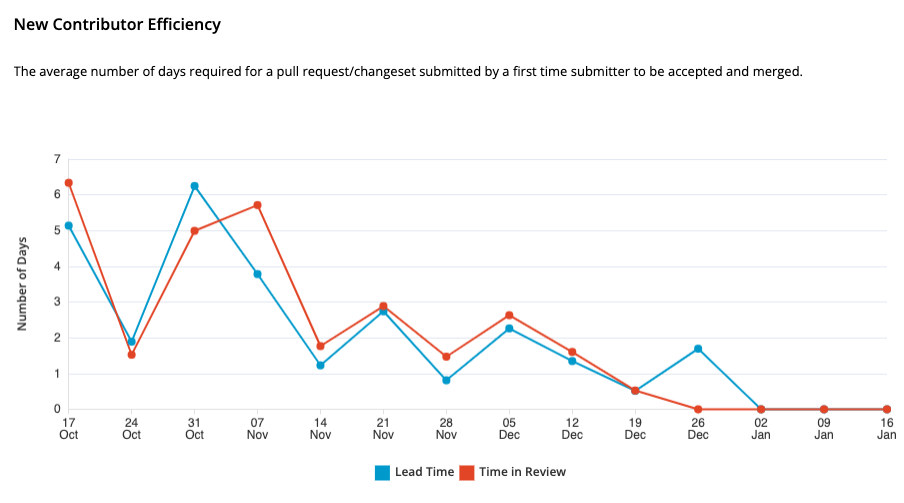 New Contributor Efficiency
The average number of days required for a pull request/changeset submitted by a first time submitter to be accepted and merged.
Number of Days
7
6
5
4
3
2
1
0
17 Oct
24 Oct
31 Oct
07 Nov
14 Nov
21 Nov
28 Nov
05 Dec
12 Dec
19 Dec
26 Dec
02 Jan
09 Jan
16 Jan
Lead Time
Time in Review